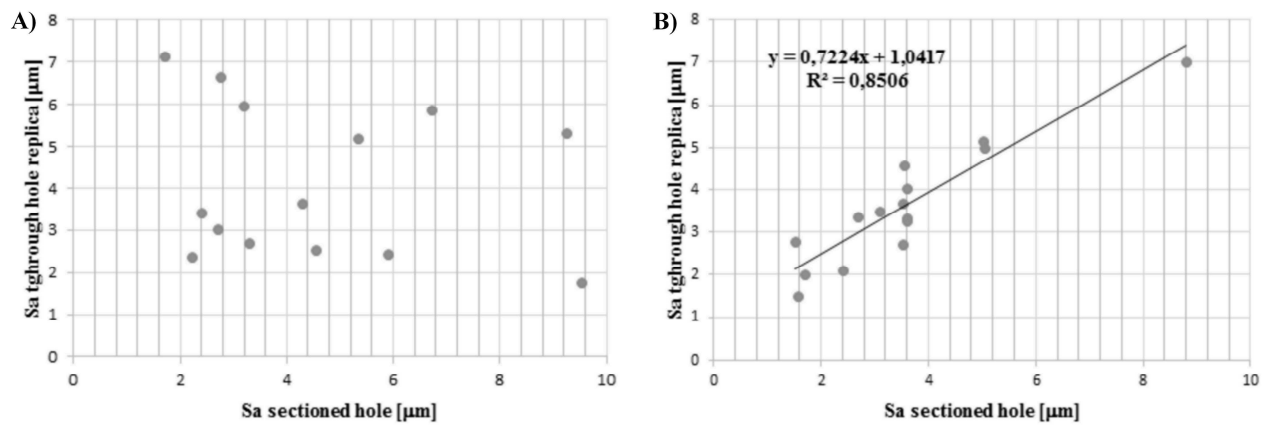 A)
8
7
6
5
4
3
2
1
0
0 2 4 6 8 10
Sa tghrough hole replica [µm]
Sa sectioned hole [µm]
B)
y = 0,7224x + 1,0417
R² = 0,8506
8
7
6
5
4
3
2
1
0
0 2 4 6 8 10
Sa tghrough hole replica [µm]
Sa sectioned hole [µm]